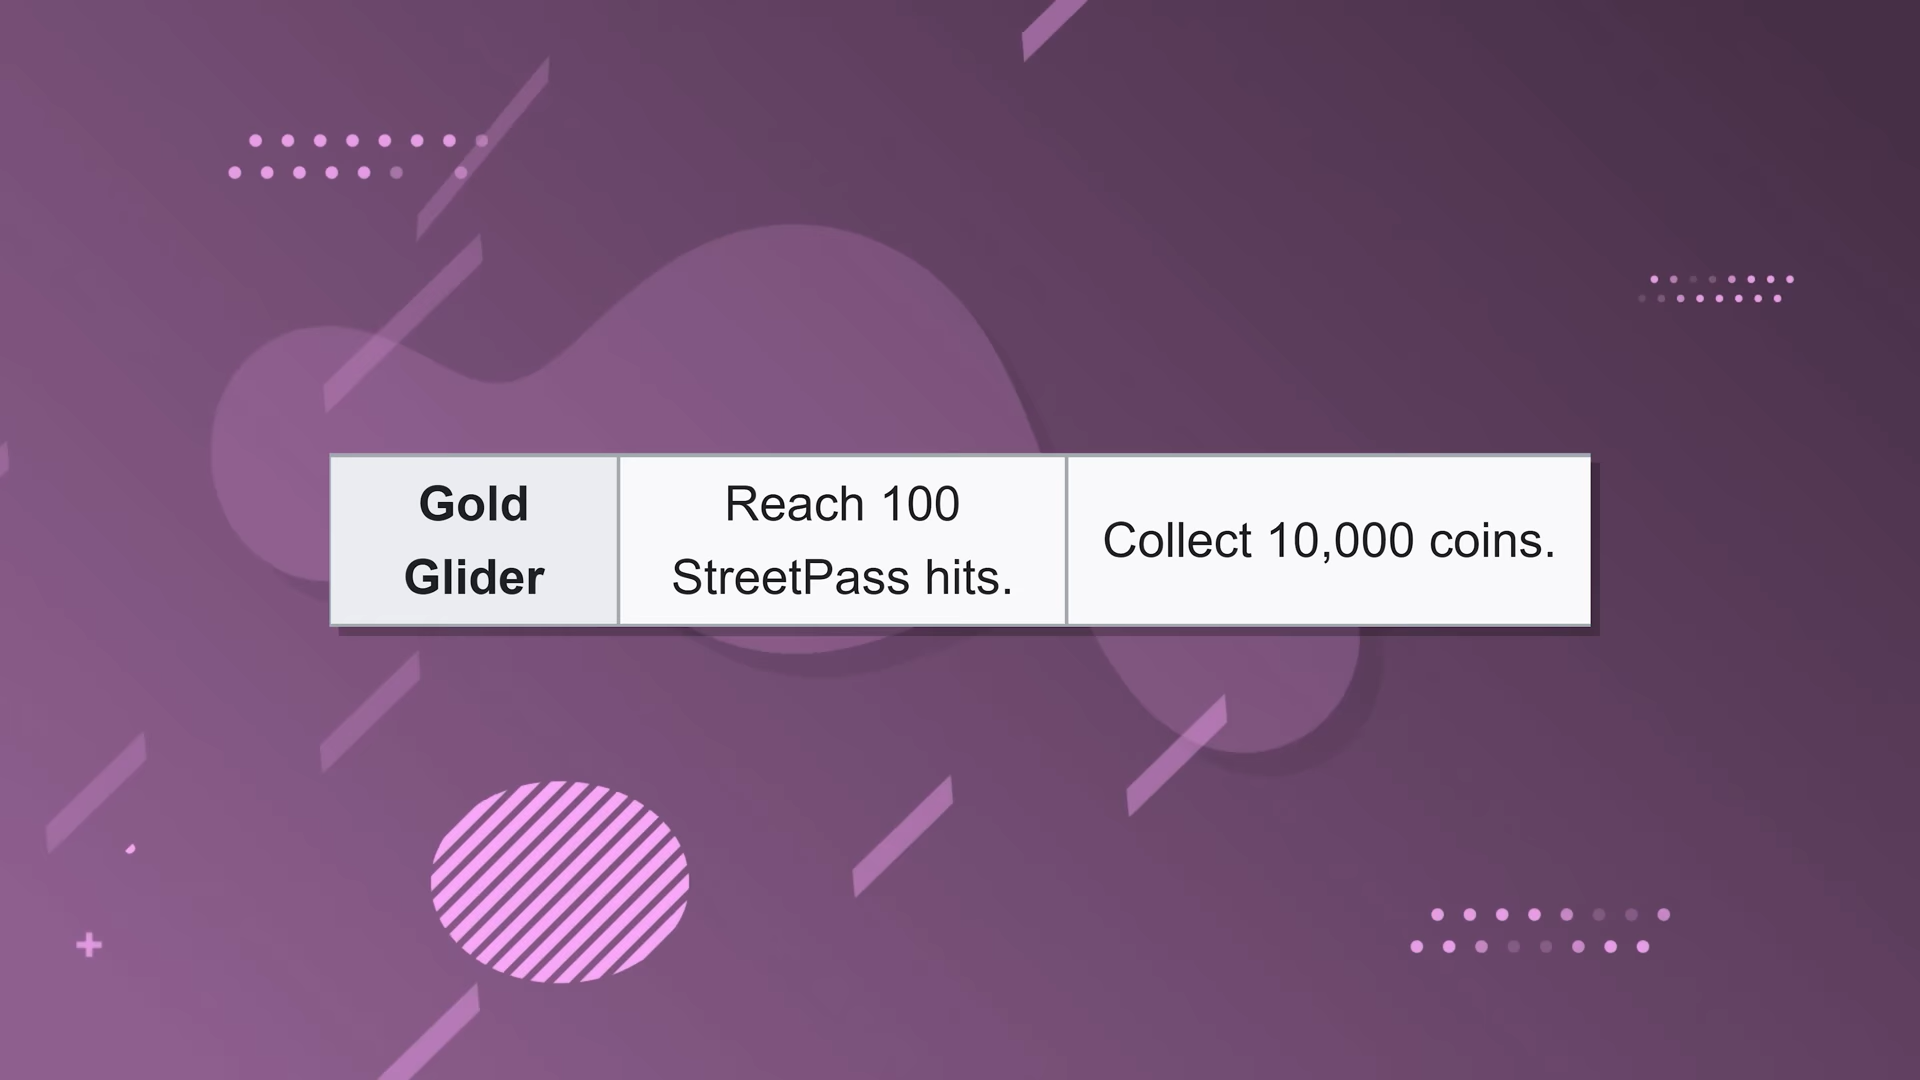 Gold
Glider
Reach 100
StreetPass hits.
Collect 10,000 coins.